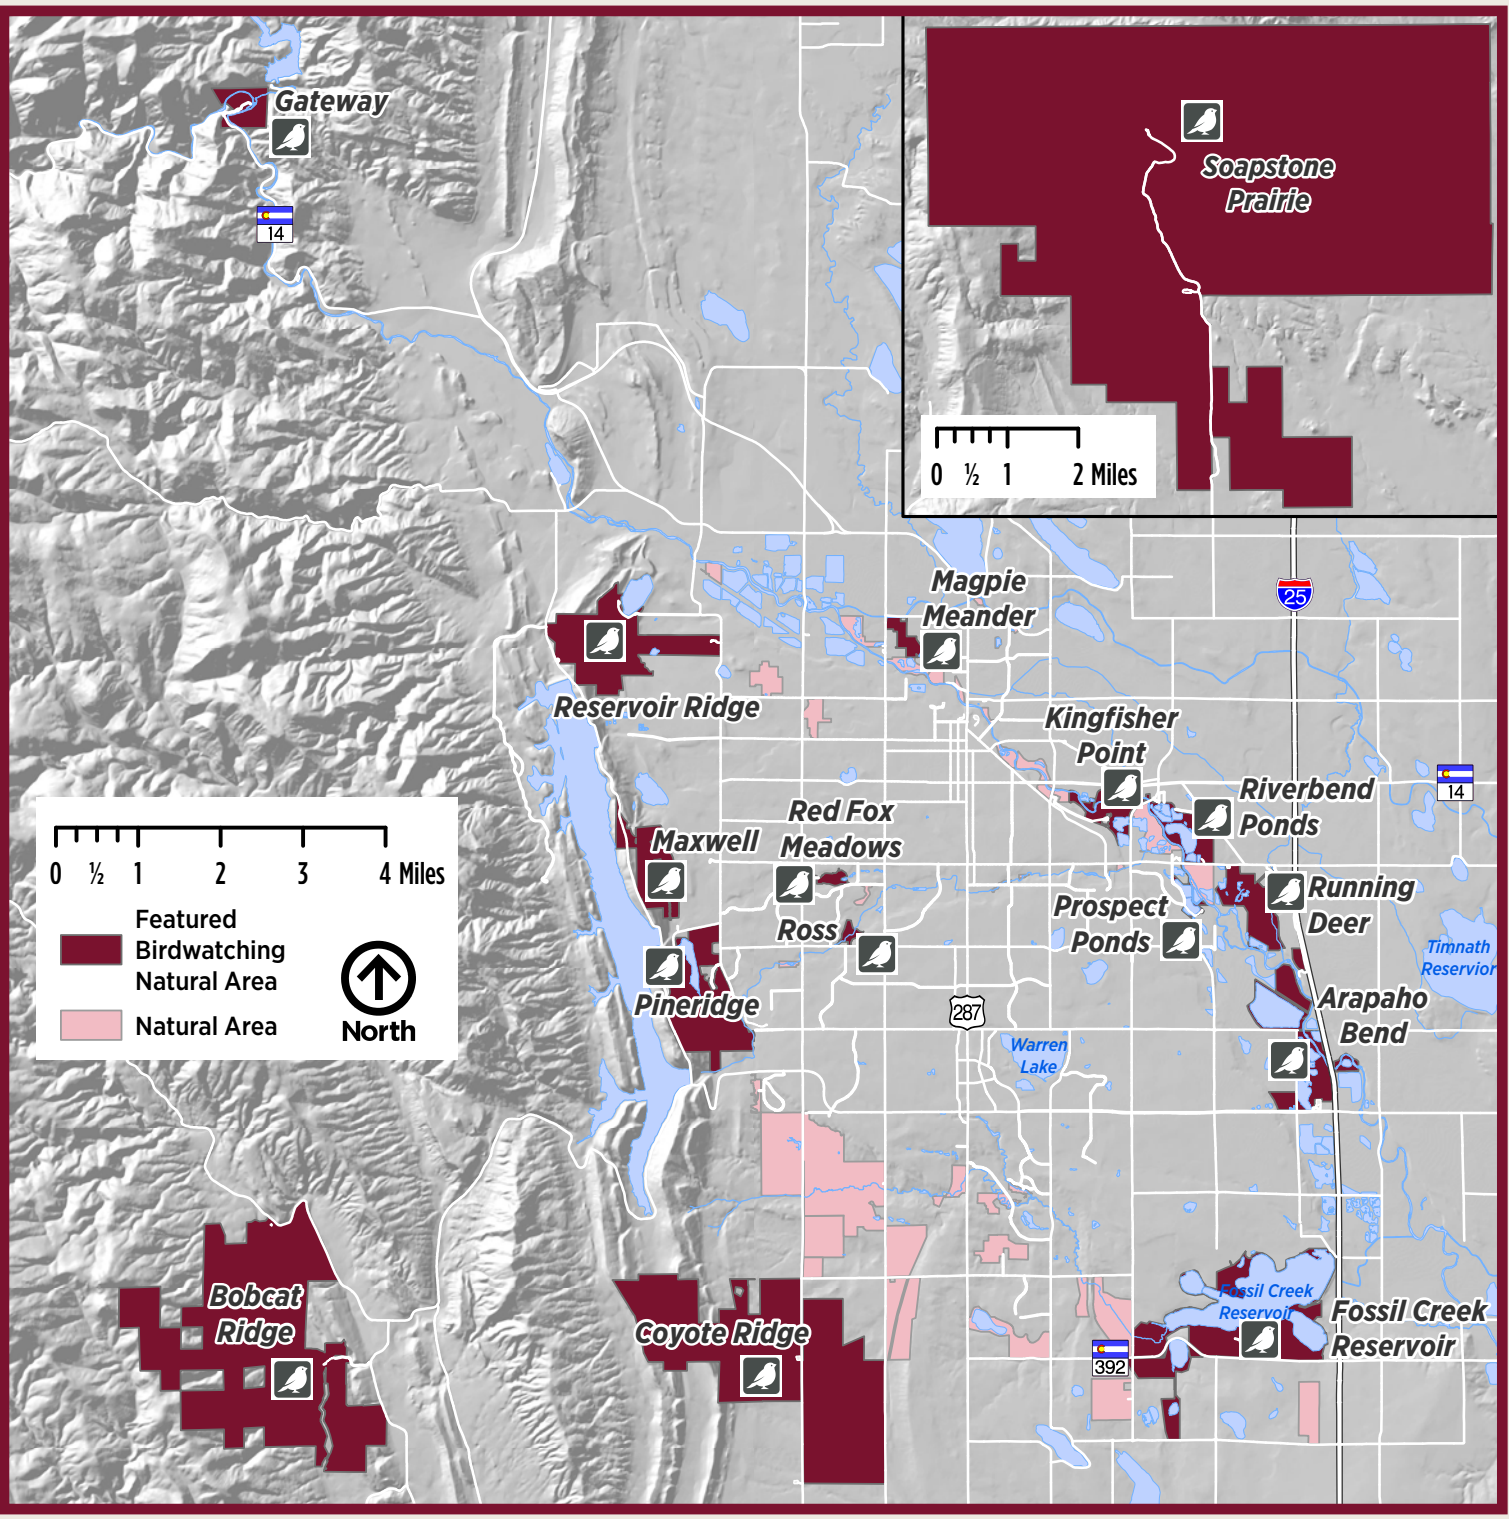 Gateway
14
Soapstone
Prairie
0 ½ 1 2 Miles
Magpie
Meander
25
Reservoir Ridge
Kingfisher
Point
14
Riverbend
Ponds
Red Fox
Meadows
Maxwell
0 ½ 1 2 3 4 Miles
Featured
Birdwatching
Natural Area
Natural Area
North
Ross
Prospect
Ponds
Running
Deer
Timnath
Reservior
Pineridge
287
Arapaho
Bend
Warren
Lake
Bobcat
Ridge
Coyote Ridge
Fossil Creek
Reservoir
Fossil Creek
Reservoir
392